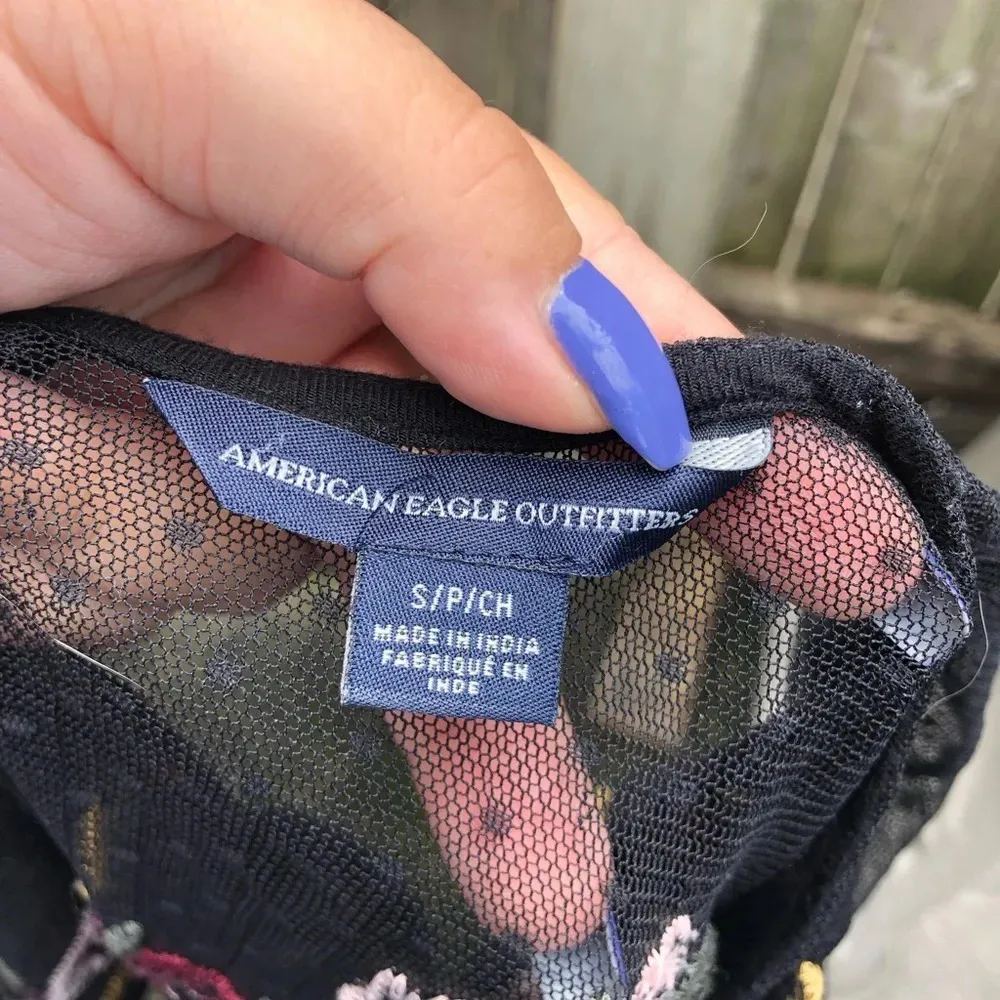 AMERICAN EAGLE OUTFITTERS
S/P/CH
MADE IN INDIA
FABRIQUÉ EN
INDE